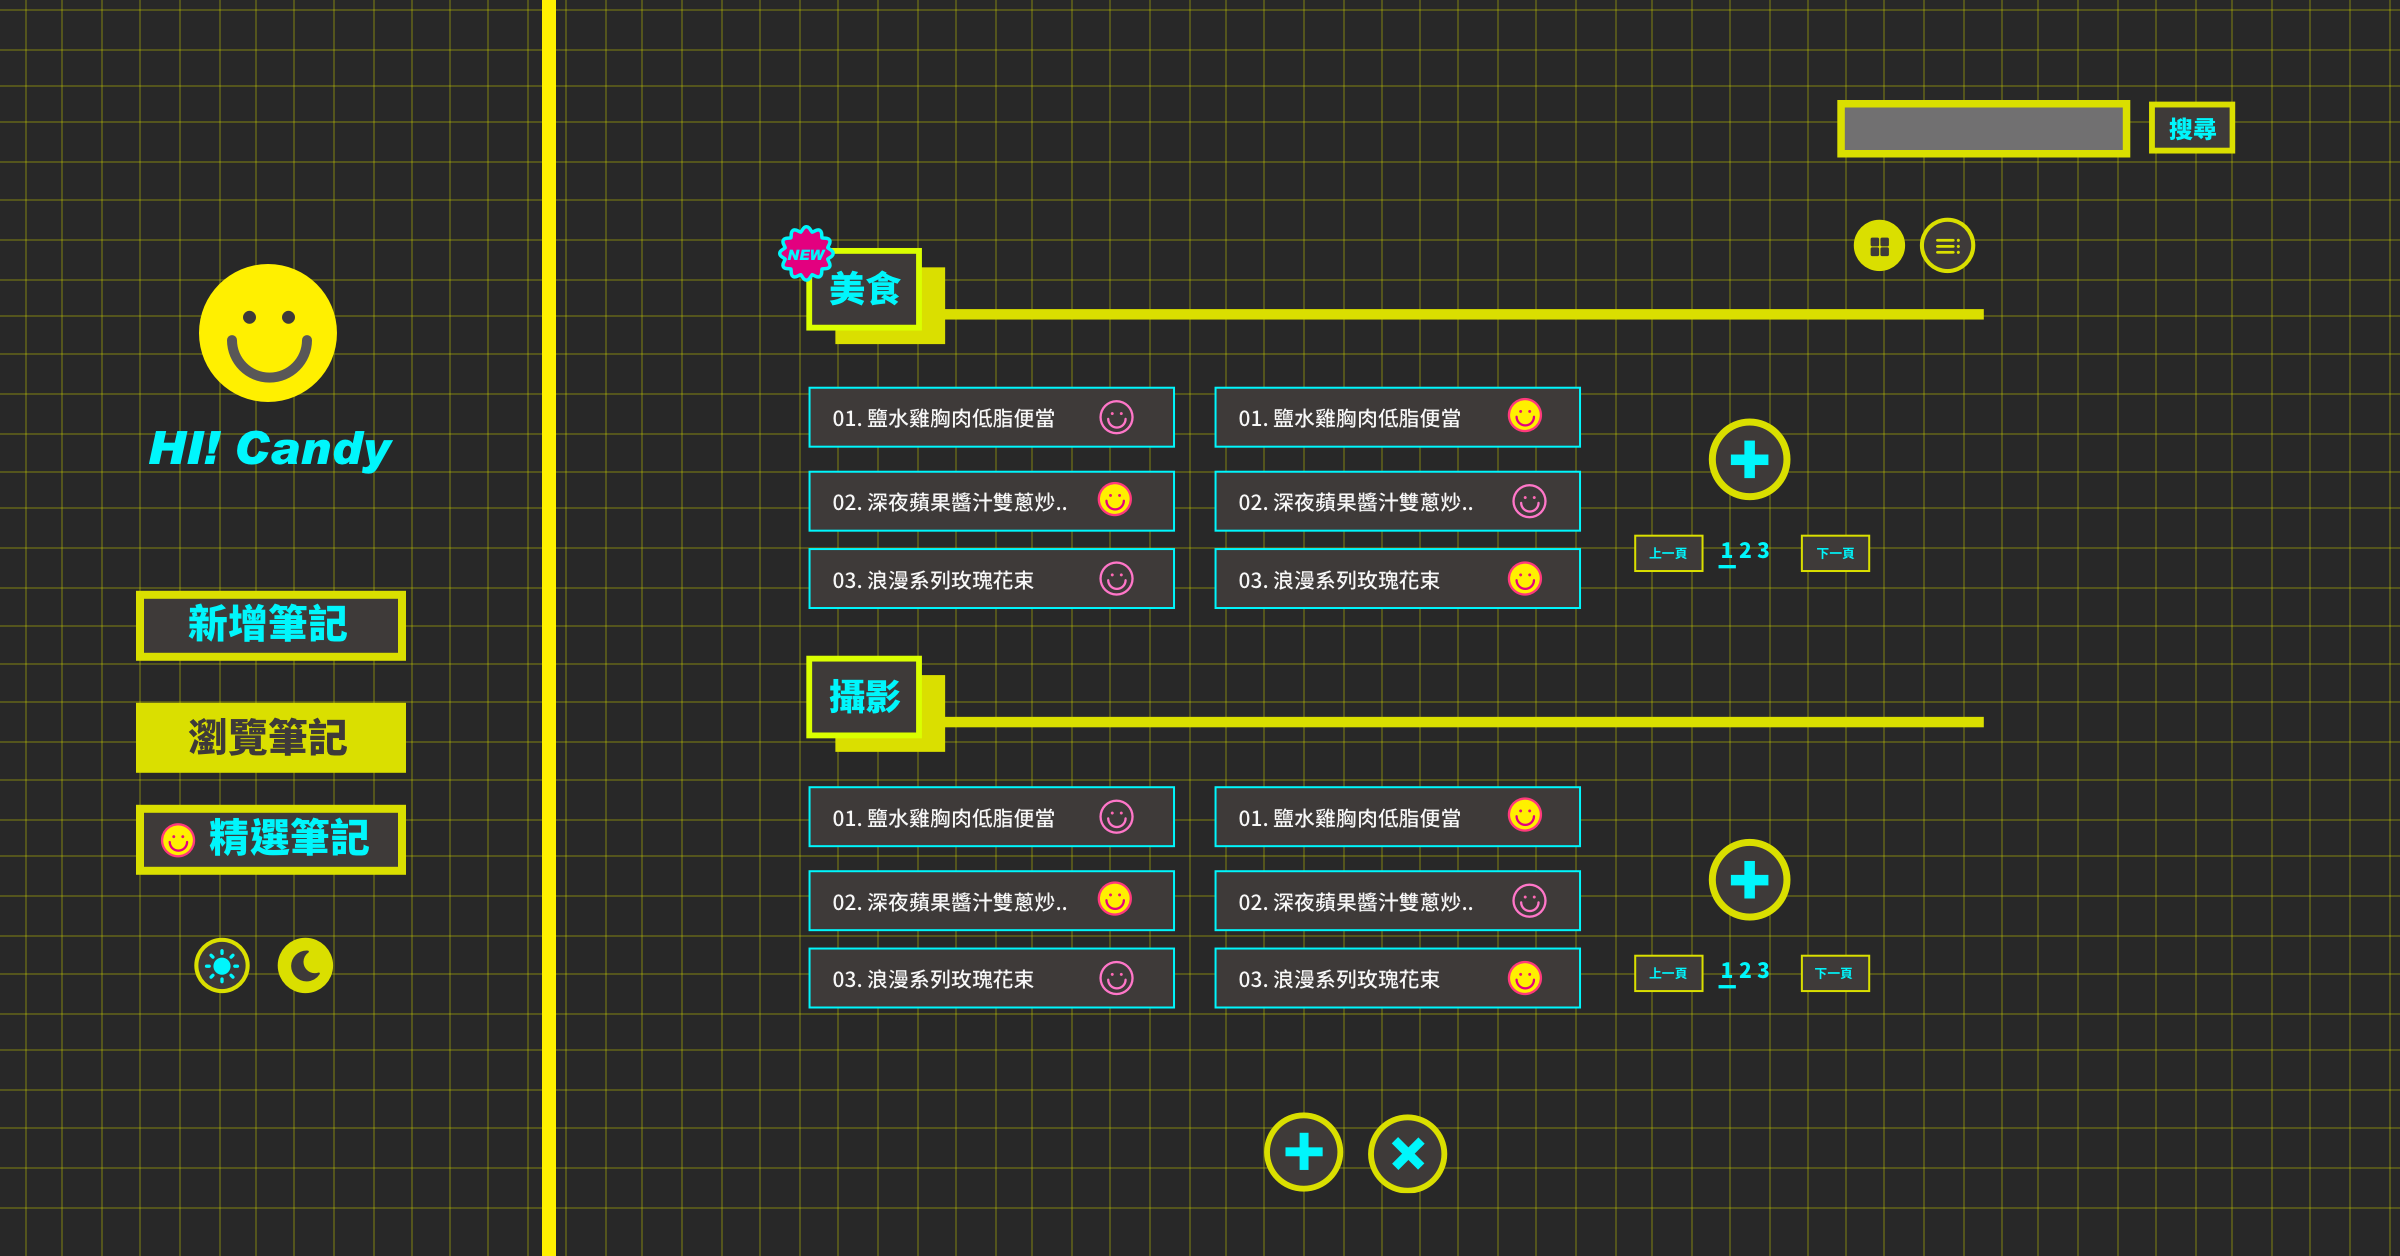 HI! Candy
新增筆記
瀏覽筆記
精選筆記
搜尋
NEW
美食
01. 鹽水雞胸肉低脂便當
01. 鹽水雞胸肉低脂便當
02. 深夜蘋果醬汁雙蔥炒..
02. 深夜蘋果醬汁雙蔥炒..
03. 浪漫系列玫瑰花束
03. 浪漫系列玫瑰花束
上一頁 1 2 3 下一頁
攝影
01. 鹽水雞胸肉低脂便當
01. 鹽水雞胸肉低脂便當
02. 深夜蘋果醬汁雙蔥炒..
02. 深夜蘋果醬汁雙蔥炒..
03. 浪漫系列玫瑰花束
03. 浪漫系列玫瑰花束
上一頁 1 2 3 下一頁